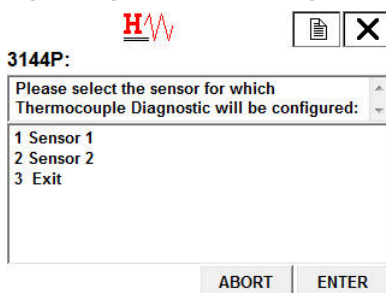 H
3144P:
Please select the sensor for which
Thermocouple Diagnostic will be configured:
1 Sensor 1
2 Sensor 2
3 Exit
ABORT ENTER